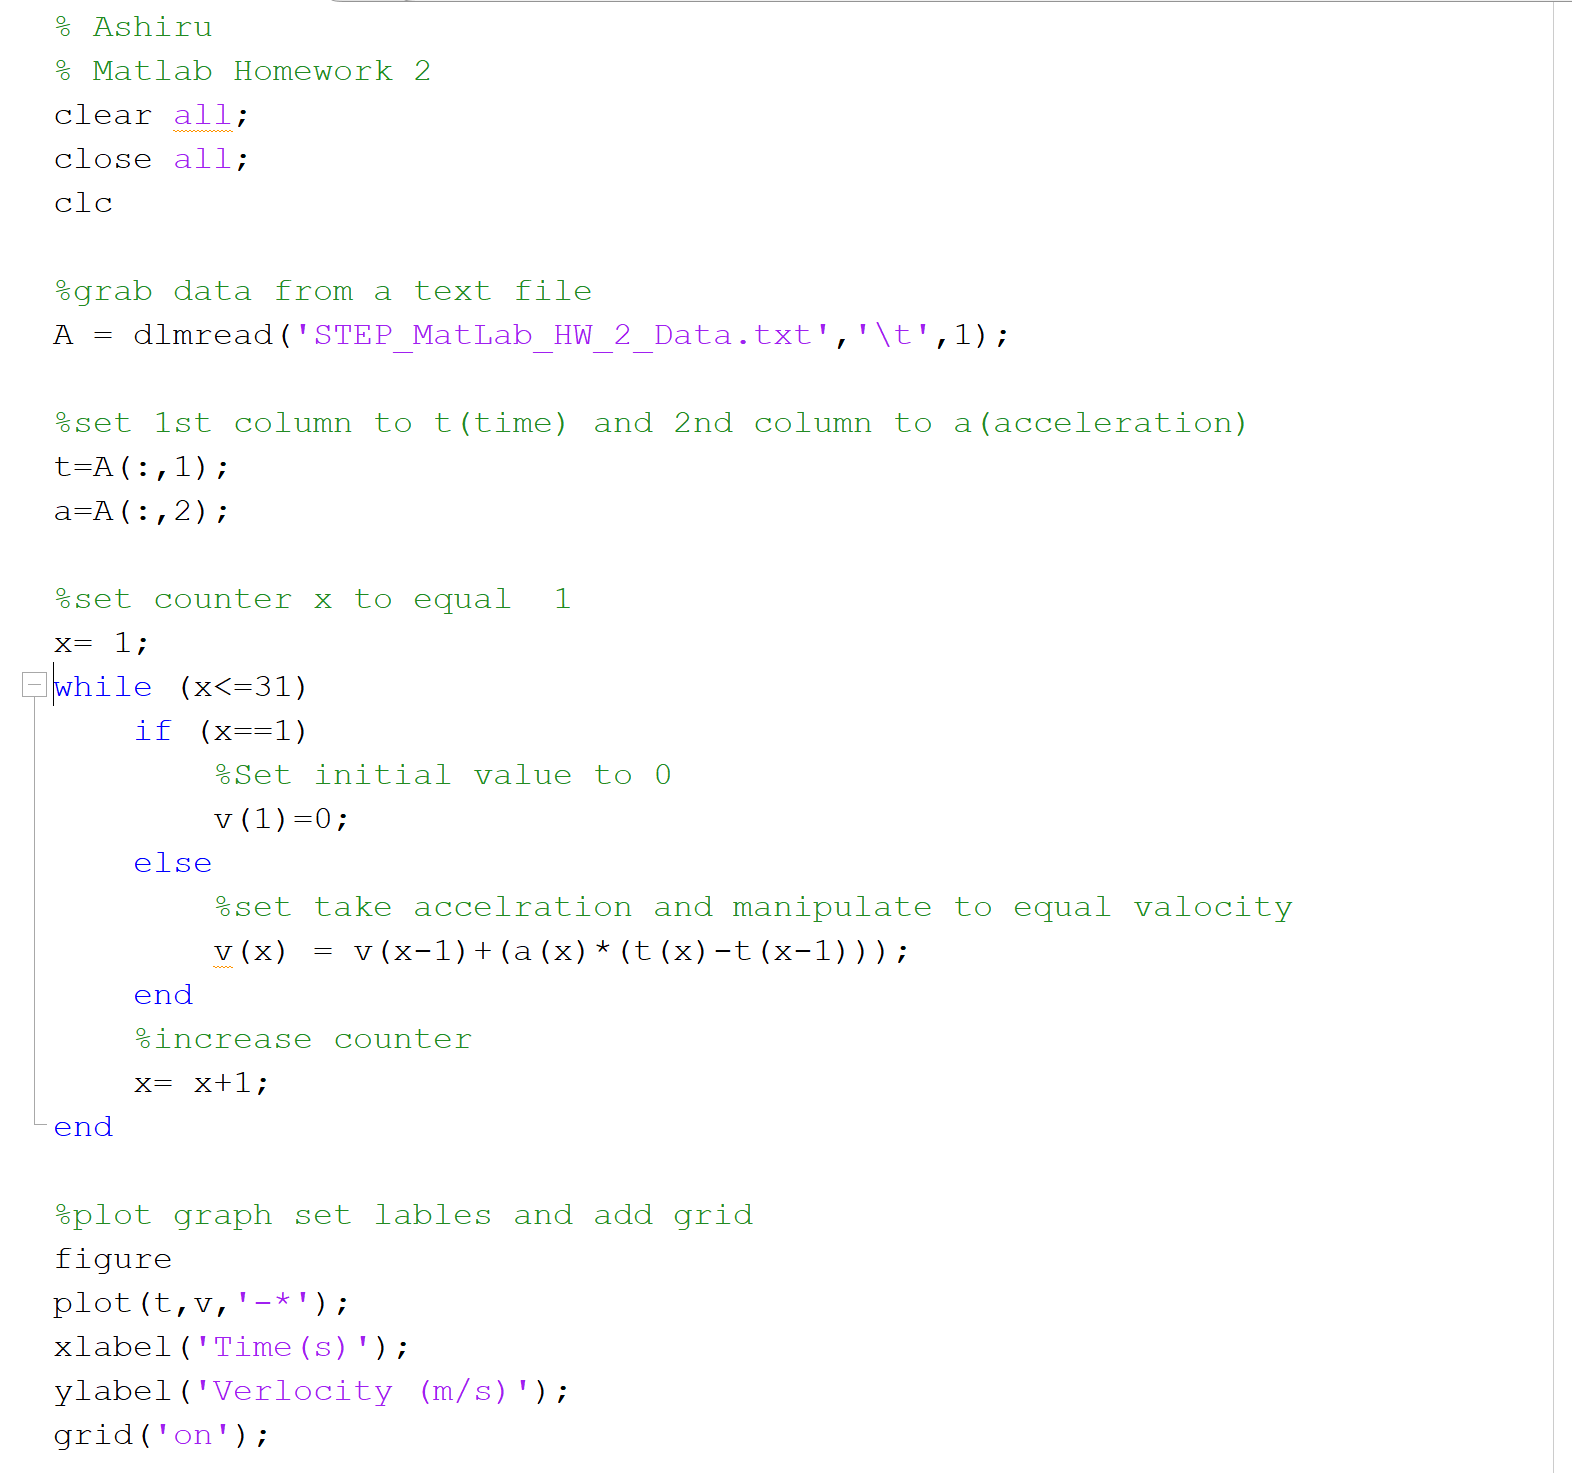 % Ashiru
% Matlab Homework 2
clear all;
close all;
clc
%grab data from a text file
A = dlmread('STEP_MatLab_HW_2_Data.txt','\t',1);
%set 1st column to t(time) and 2nd column to a(acceleration)
t=A(:,1);
a=A(:,2);
%set counter x to equal  1
x= 1;
while (x<=31)
    if (x==1)
        %Set initial value to 0
        v(1)=0;
    else
        %set take accelration and manipulate to equal valocity
        v(x) = v(x-1)+(a(x)*(t(x)-t(x-1)));
    end
    %increase counter
    x= x+1;
end
%plot graph set lables and add grid
figure
plot(t,v,'-*');
xlabel('Time(s)');
ylabel('Verlocity (m/s)');
grid('on');